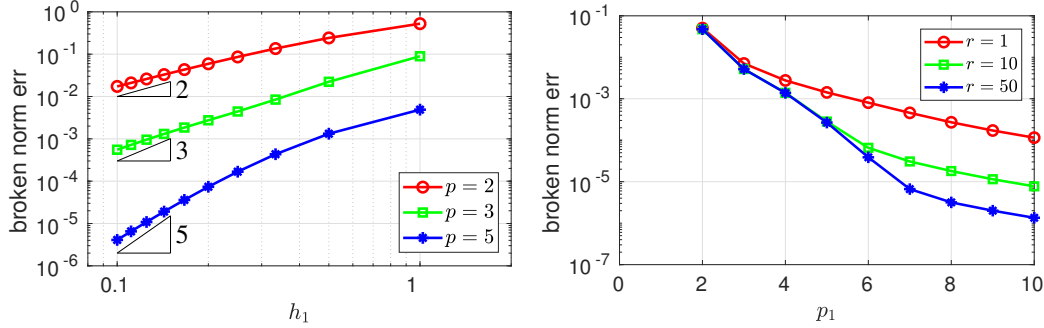 10^0
10^-1
10^-2
10^-3
10^-4
10^-5
10^-6
broken norm err
2
3
5
p = 2
p = 3
p = 5
0.1
1
h_1
10^-1
10^-3
10^-5
10^-7
broken norm err
r = 1
r = 10
r = 50
0 2 4 6 8 10
p_1